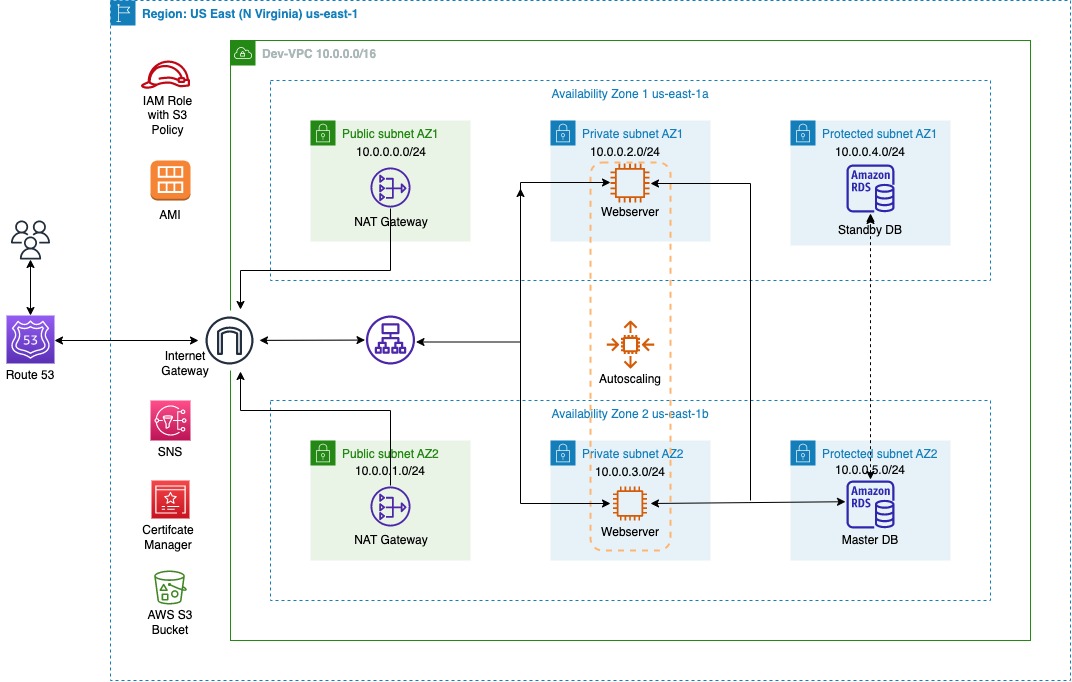 Region: US East (N Virginia) us-east-1
Dev-VPC 10.0.0.0/16
IAM Role
with S3
Policy
AMI
Availability Zone 1 us-east-1a
Public subnet AZ1
10.0.0.0.0/24
NAT Gateway
Private subnet AZ1
10.0.0.2.0/24
Webserver
Protected subnet AZ1
10.0.0.4.0/24
Amazon
RDS
Standby DB
53
Route 53
Internet
Gateway
Autoscaling
SNS
Certifcate
Manager
AWS S3
Bucket
Availability Zone 2 us-east-1b
Public subnet AZ2
10.0.0.1.0/24
NAT Gateway
Private subnet AZ2
10.0.0.3.0/24
Webserver
Protected subnet AZ2
10.0.0.5.0/24
Amazon
RDS
Master DB